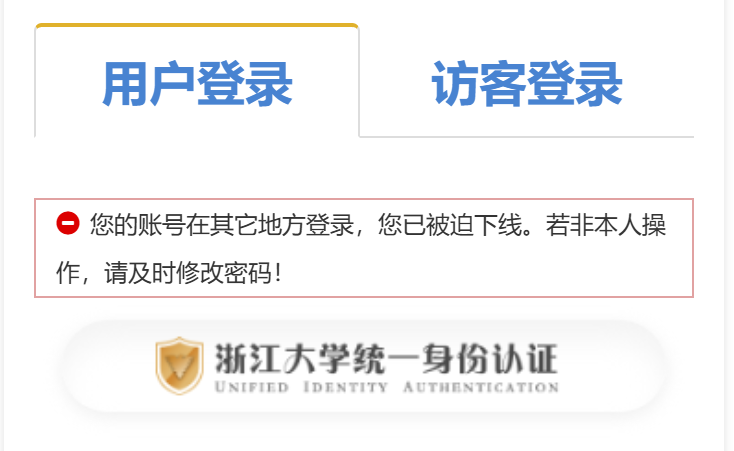 用户登录
访客登录
您的账号在其它地方登录，您已被迫下线。若非本人操
作，请及时修改密码！
浙江大学统一身份认证
UNIFIED IDENTITY AUTHENTICATION